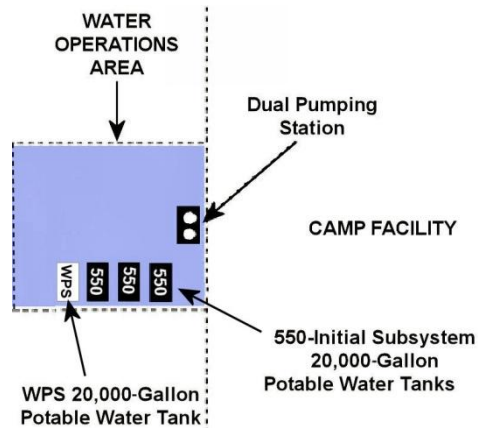 WATER
OPERATIONS
AREA
Dual Pumping
Station
CAMP FACILITY
WPS
550
550
550
550-Initial Subsystem
20,000-Gallon
Potable Water Tanks
WPS 20,000-Gallon
Potable Water Tank